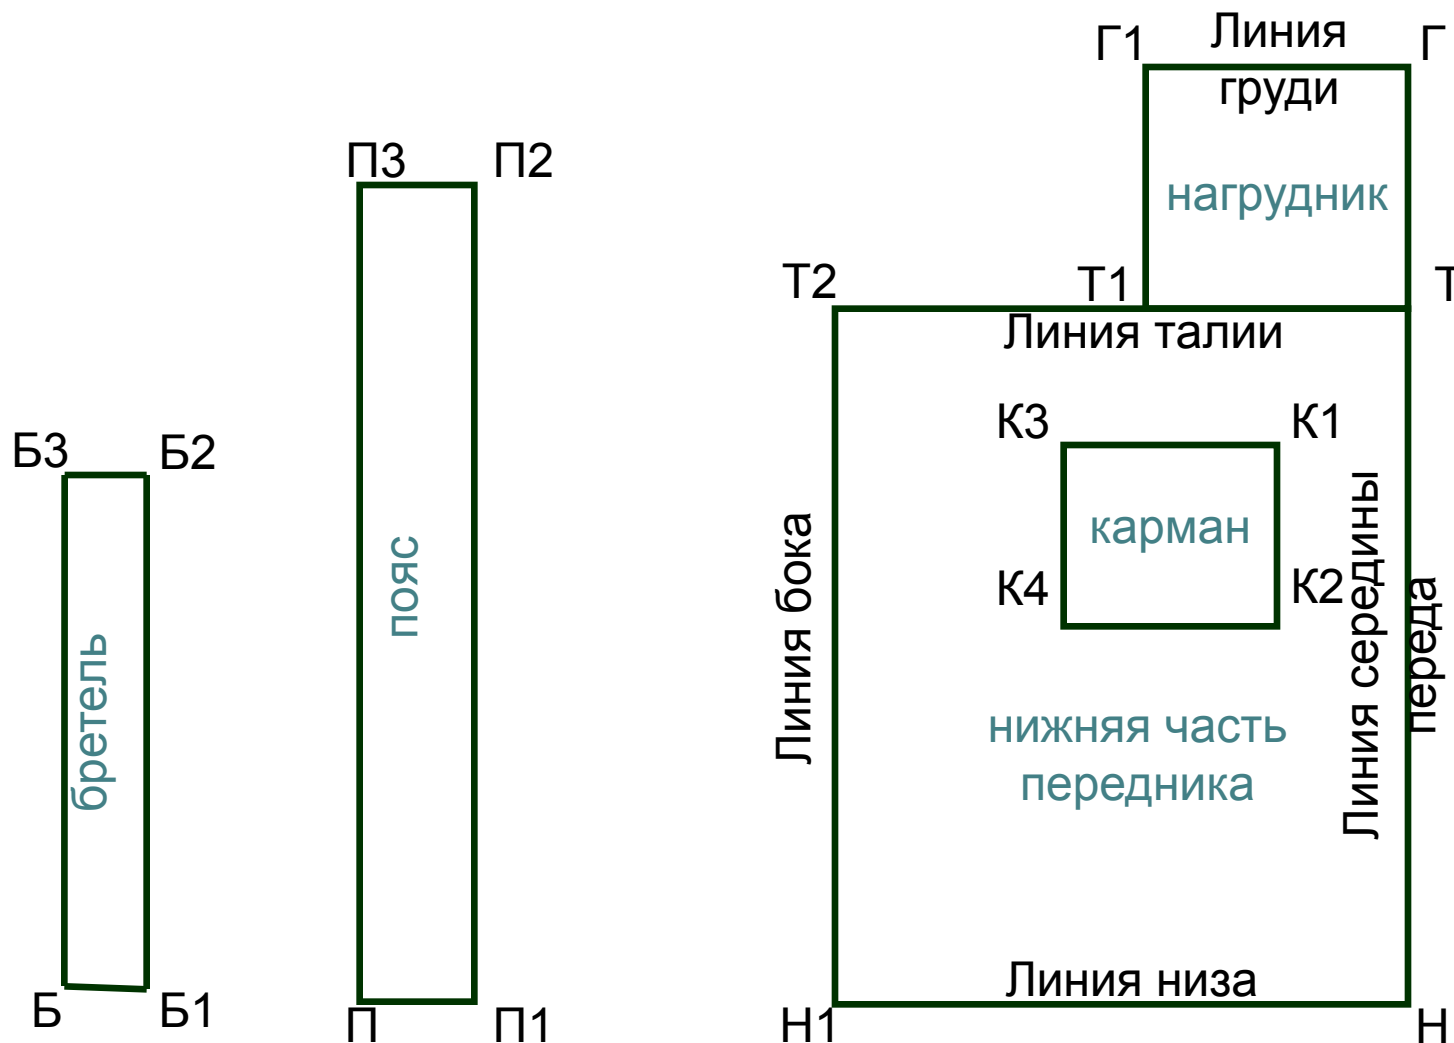 Г1
Линия
Г
груди
П3
П2
нагрудник
Т2
Т1
Т
Линия талии
К3
К1
Б3
Б2
карман
К4
К2
пояс
Линия бока
Линия середины
переда
бретель
нижняя часть
передника
Линия низа
Б
Б1
П
П1
Н1
Н